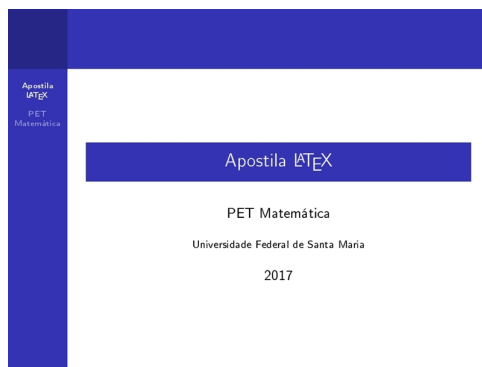 Apostila
LATEX
PET
Matemática
Apostila LATEX
PET Matemática
Universidade Federal de Santa Maria
2017